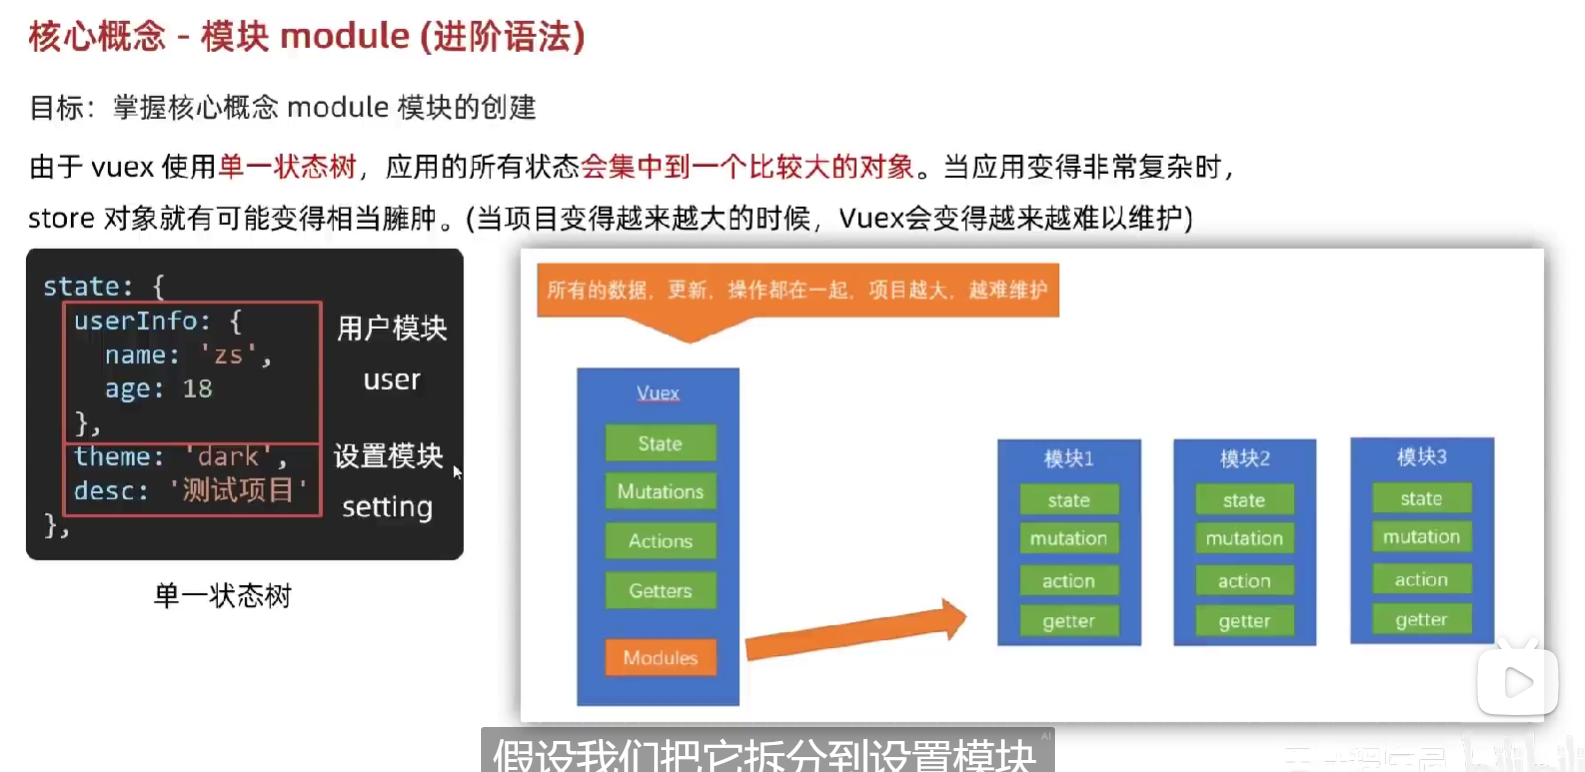 核心概念 - 模块 module (进阶语法)
目标：掌握核心概念 module 模块的创建
由于 vuex 使用单一状态树，应用的所有状态会集中到一个比较大的对象。当应用变得非常复杂时，
store 对象就有可能变得相当臃肿。(当项目变得越来越大的时候，Vuex会变得越来越难以维护)
state: {
userInfo: {
name: 'zs',
age: 18
},
theme: 'dark',
desc: '测试项目'
},
用户模块
user
设置模块
setting
单一状态树
所有的数据，更新，操作都在一起，项目越大，越难维护
Vuex
State
Mutations
Actions
Getters
Modules
模块1
state
mutation
action
getter
模块2
state
mutation
action
getter
模块3
state
mutation
action
getter
AI
假设我们把它拆分到设置模块